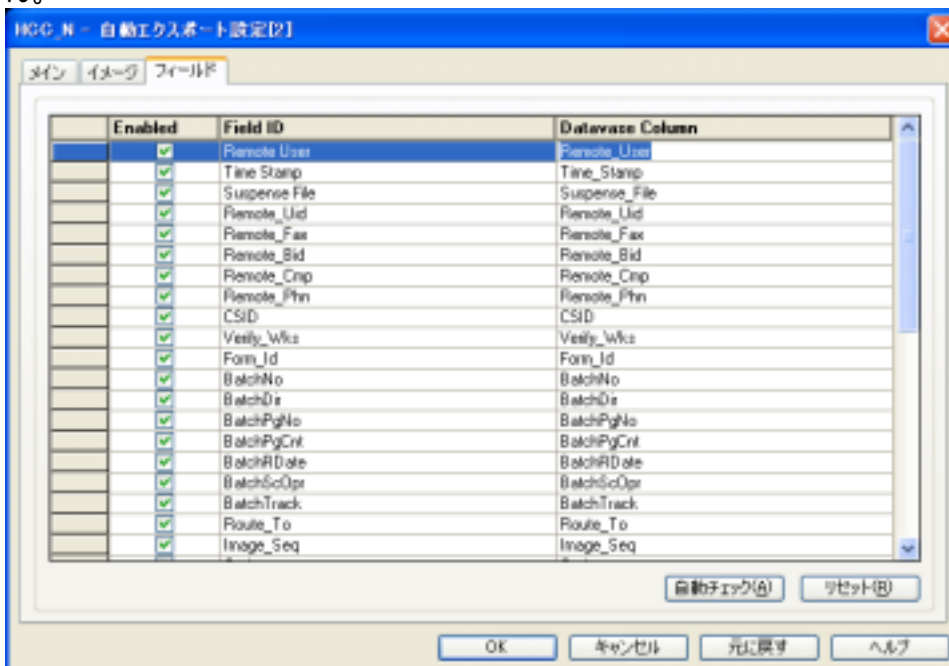 HCC_N - 自動エクスポート設定[2]
メイン イメージ フィールド
Enabled Field ID Datavase Column
Remote User Remote_User
Time Stamp Time_Stamp
Suspense File Suspense_File
Remote_Uid Remote_Uid
Remote_Fax Remote_Fax
Remote_Bid Remote_Bid
Remote_Cmp Remote_Cmp
Remote_Phn Remote_Phn
CSID CSID
Verify_Wks Verify_Wks
Form_Id Form_Id
BatchNo BatchNo
BatchDir BatchDir
BatchPgNo BatchPgNo
BatchPgCnt BatchPgCnt
BatchRDate BatchRDate
BatchScOpr BatchScOpr
BatchTrack BatchTrack
Route_To Route_To
Image_Seq Image_Seq
自動チェック(A) リセット(R)
OK キャンセル 元に戻す ヘルプ